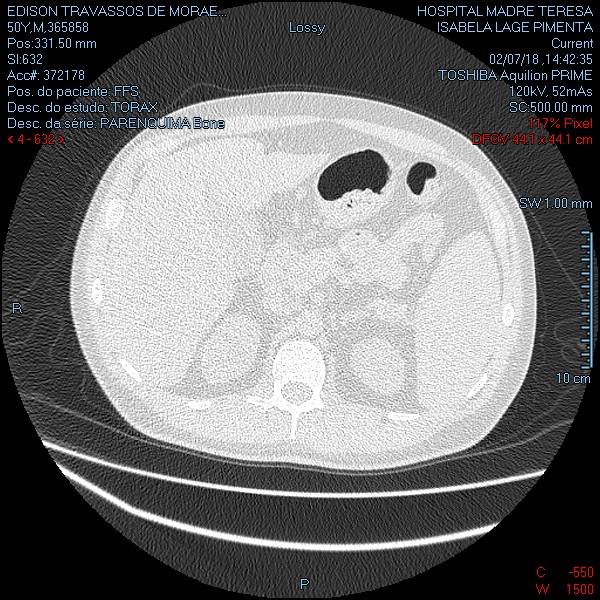 EDISON TRAVASSOS DE MORAE...
50Y,M,365858
Pos:331.50 mm
Sl:632
Acc#: 372178
Pos. do paciente: FFS
Desc. do estudo: TORAX
Desc. da série: PARENQUIMA Bone
< 4 - 632 >
Lossy
HOSPITAL MADRE TERESA
ISABELA LAGE PIMENTA
Current
02/07/18 ,14:42:35
TOSHIBA Aquilion PRIME
120kV, 52mAs
SC:500.00 mm
117% Pixel
DFOV 44.1 x 44.1 cm
SW:1.00 mm
R
10 cm
P
C -550
W 1500